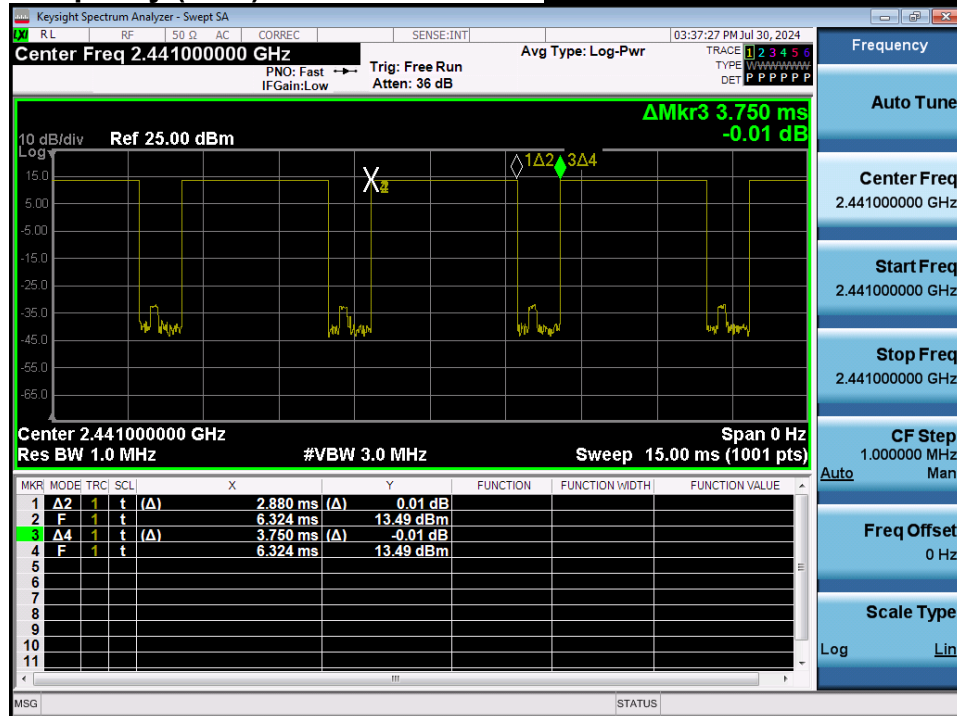 Keysight Spectrum Analyzer - Swept SA
LXI RL RF 50 Ω AC CORREC SENSE:INT 03:37:27 PM Jul 30, 2024
Center Freq 2.441000000 GHz
PNO: Fast
IFGain:Low
Trig: Free Run
Atten: 36 dB
Avg Type: Log-Pwr
TRACE 1 2 3 4 5 6
TYPE WWWWWW
DET P P P P P P
ΔMkr3 3.750 ms
-0.01 dB
10 dB/div Ref 25.00 dBm
Log
15.0
5.00
-5.00
-15.0
-25.0
-35.0
-45.0
-55.0
-65.0
1Δ2 3Δ4
Center 2.441000000 GHz Span 0 Hz
Res BW 1.0 MHz #VBW 3.0 MHz Sweep 15.00 ms (1001 pts)
MKR MODE TRC SCL X Y FUNCTION FUNCTION WIDTH FUNCTION VALUE
1 Δ2 1 t (Δ) 2.880 ms (Δ) 0.01 dB
2 F 1 t 6.324 ms 13.49 dBm
3 Δ4 1 t (Δ) 3.750 ms (Δ) -0.01 dB
4 F 1 t 6.324 ms 13.49 dBm
5
6
7
8
9
10
11
MSG STATUS
Frequency
Auto Tune
Center Freq
2.441000000 GHz
Start Freq
2.441000000 GHz
Stop Freq
2.441000000 GHz
CF Step
1.000000 MHz
Auto Man
Freq Offset
0 Hz
Scale Type
Log Lin